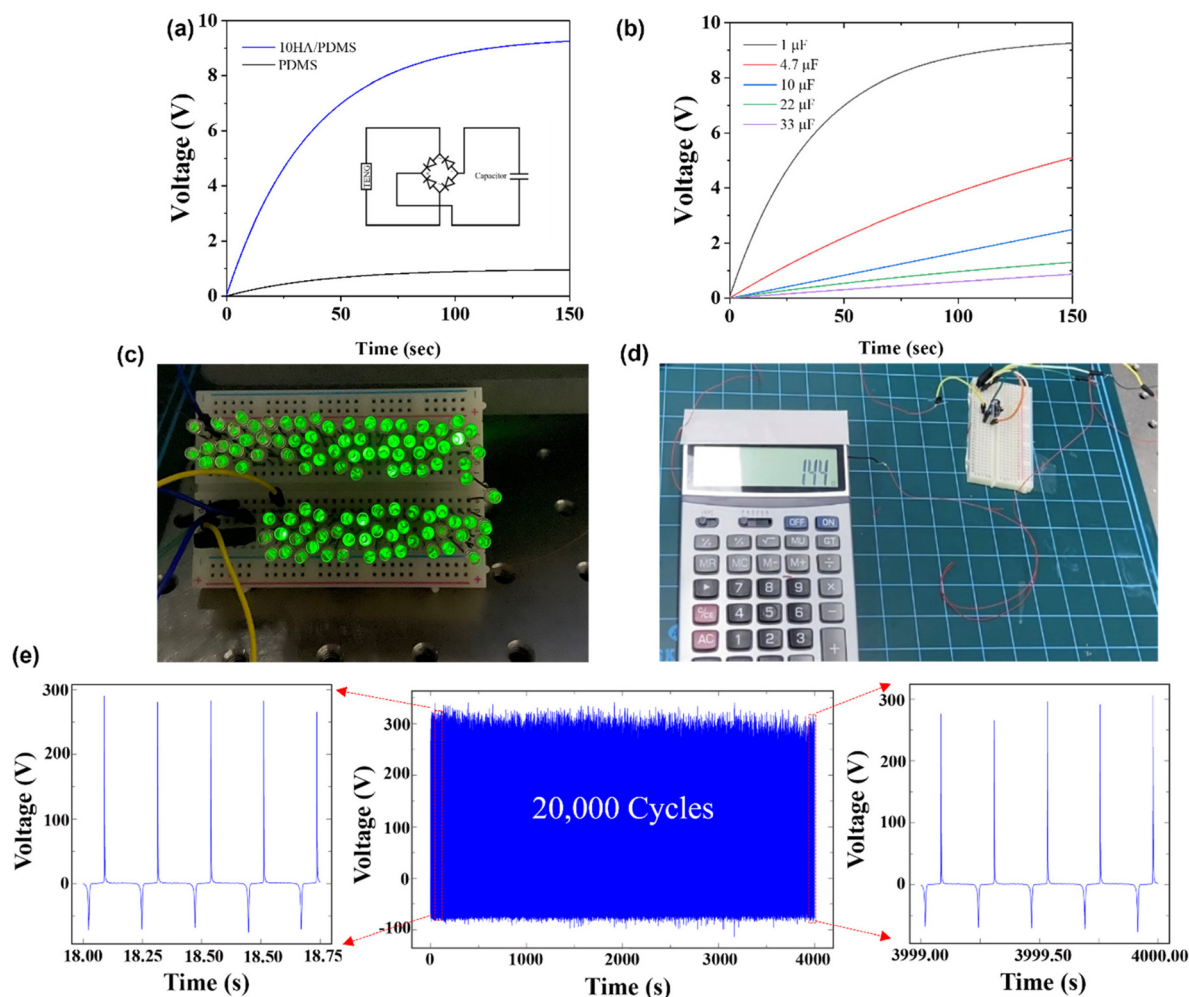 (a)
10
8
6
4
2
0
Voltage (V)
10HA/PDMS
PDMS
TENG
Capacitor
0 50 100 150
Time (sec)
(b)
10
8
6
4
2
0
Voltage (V)
1 µF
4.7 µF
10 µF
22 µF
33 µF
0 50 100 150
Time (sec)
(c)
(d)
144
OFF ON
MU GT
MR MC M- M+ ÷
7 8 9 ×
4 5 6 −
AC 1 2 3 +
(e)
300
200
100
0
Voltage (V)
18.00 18.25 18.50 18.50 18.75
Time (s)
300
200
100
0
-100
Voltage (V)
20,000 Cycles
0 1000 2000 3000 4000
Time (s)
300
200
100
0
Voltage (V)
3999.00 3999.50 4000.00
Time (s)